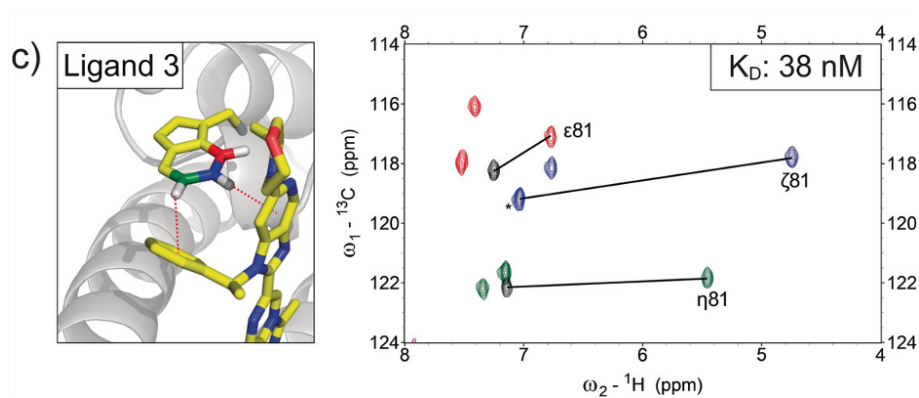 c)
Ligand 3
8 7 6 5 4
K_D: 38 nM
114 114
116 116
118 118
120 120
122 122
124 124
ε81
ζ81
*
η81
8 7 6 5 4
ω₁ - ¹³C (ppm)
ω₂ - ¹H (ppm)